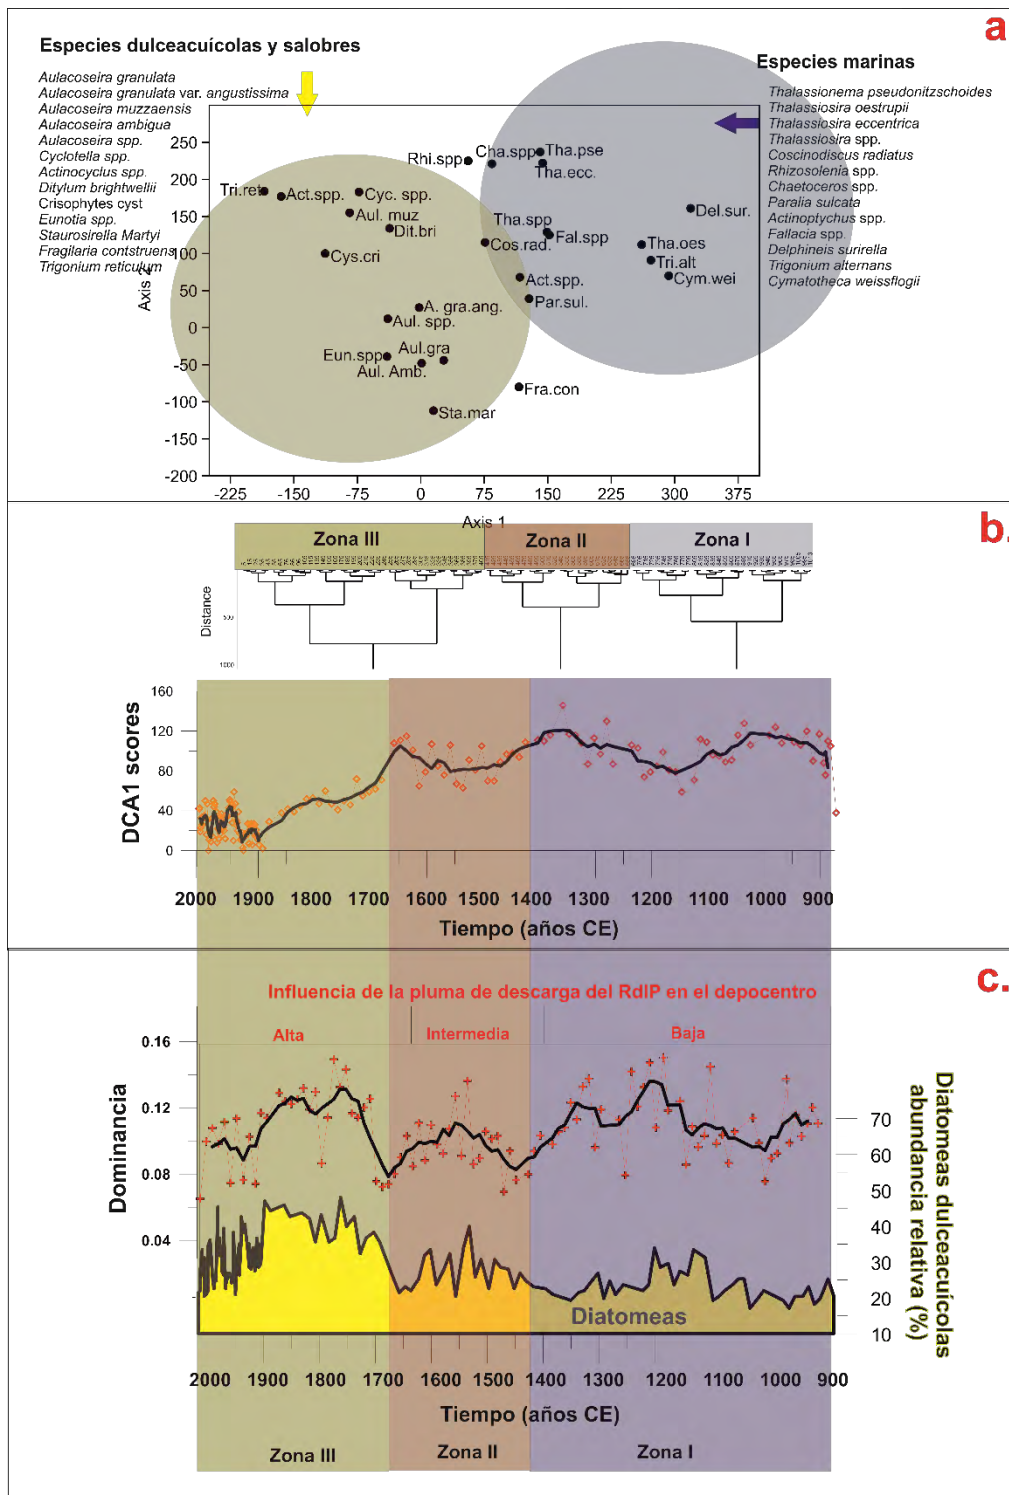 a
Especies dulceacuícolas y salobres
Aulacoseira granulata
Aulacoseira granulata var. angustissima
Aulacoseira muzzaensis
Aulacoseira ambigua
Aulacoseira spp.
Cyclotella spp.
Actinocyclus spp.
Ditylum brightwellii
Crisophytes cyst
Eunotia spp.
Staurosirella Martyi
Fragilaria contstruens
Trigonium reticulum
Especies marinas
Thalassionema pseudonitzschoides
Thalassiosira oestrupii
Thalassiosira eccentrica
Thalassiosira spp.
Coscinodiscus radiatus
Rhizosolenia spp.
Chaetoceros spp.
Paralia sulcata
Actinoptychus spp.
Fallacia spp.
Delphineis surirella
Trigonium alternans
Cymatotheca weissflogii
Axis 2
250
200
150
100
50
0
-50
-100
-150
-200
Rhi.spp
Cha.spp
Tha.pse
Tha.ecc.
Tri.ret
Act.spp.
Cyc. spp.
Aul. muz
Dit.bri
Cys.cri
Tha.spp
Fal.spp
Cos.rad.
Del.sur.
Tha.oes
Tri.alt
Cym.wei
Act.spp.
Par.sul.
A. gra.ang.
Aul. spp.
Aul.gra
Eun.spp
Aul. Amb.
Fra.con
Sta.mar
-225 -150 -75 0 75 150 225 300 375
Axis 1
b.
Zona III Zona II Zona I
Distance
500
1000
DCA1 scores
160
120
80
40
0
2000 1900 1800 1700 1600 1500 1400 1300 1200 1100 1000 900
Tiempo (años CE)
c.
Influencia de la pluma de descarga del RdlP en el depocentro
Alta Intermedia Baja
Dominancia
0.16
0.12
0.08
0.04
Diatomeas dulceacuícolas
abundancia relativa (%)
70
60
50
40
30
20
10
Diatomeas
2000 1900 1800 1700 1600 1500 1400 1300 1200 1100 1000 900
Tiempo (años CE)
Zona III Zona II Zona I